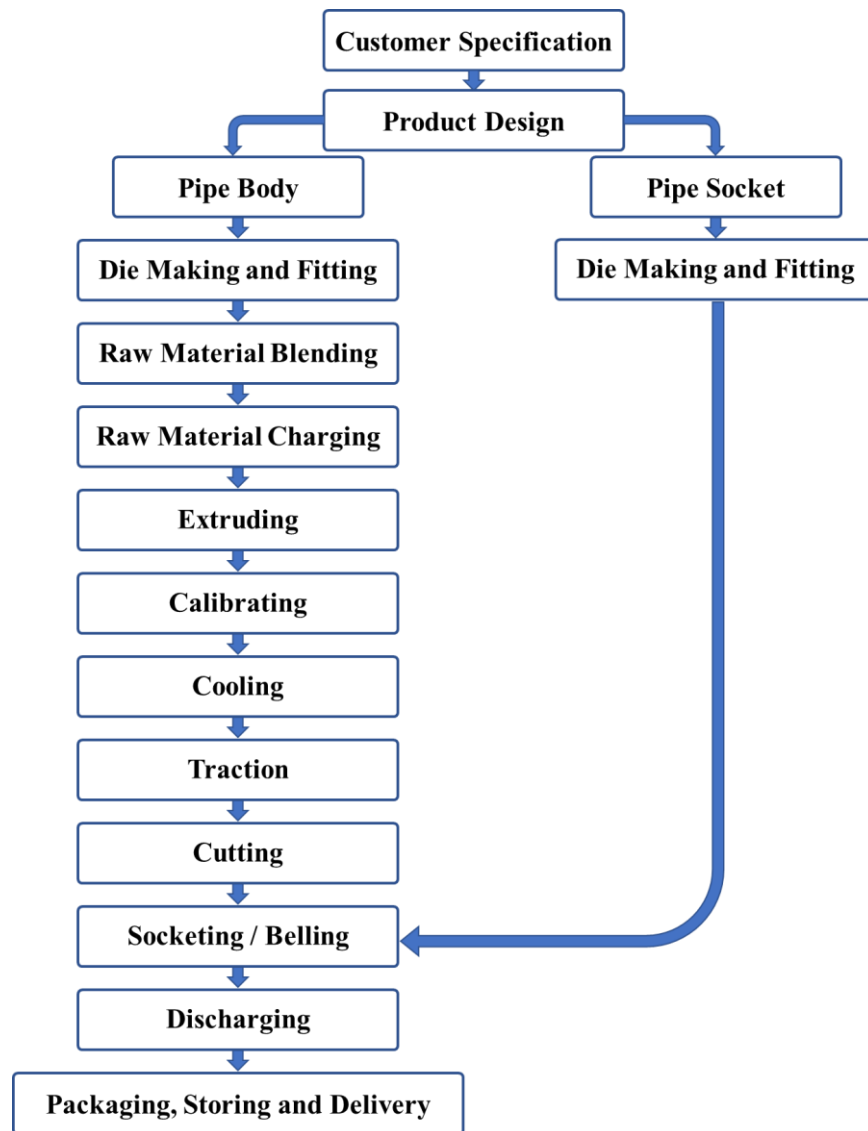 Customer Specification
Product Design
Pipe Body
Pipe Socket
Die Making and Fitting
Die Making and Fitting
Raw Material Blending
Raw Material Charging
Extruding
Calibrating
Cooling
Traction
Cutting
Socketing / Belling
Discharging
Packaging, Storing and Delivery